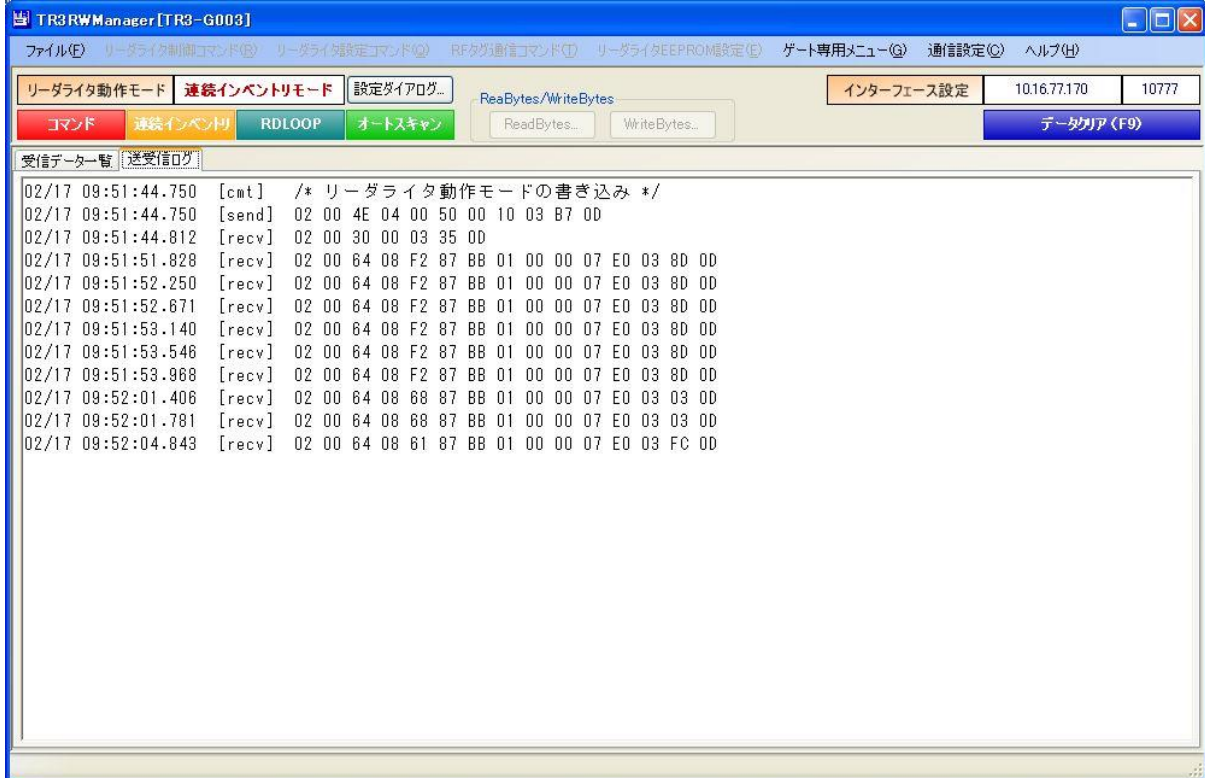 TR3RWManager[TR3-G003]
ファイル(F) リーダライタ制御コマンド(R) リーダライタ設定コマンド(Q) RFタグ通信コマンド(T) リーダライタEEPROM設定(E) ゲート専用メニュー(G) 通信設定(C) ヘルプ(H)
リーダライタ動作モード 連続インベントリモード 設定ダイアログ... ReaBytes/WriteBytes インターフェース設定 10.16.77.170 10777
コマンド 連続インベントリ RDLOOP オートスキャン ReadBytes... WriteBytes... データクリア(F9)
受信データ一覧 送受信ログ
02/17 09:51:44.750 [cmt] /* リーダライタ動作モードの書き込み */
02/17 09:51:44.750 [send] 02 00 4E 04 00 50 00 10 03 B7 0D
02/17 09:51:44.812 [recv] 02 00 30 00 03 35 0D
02/17 09:51:51.828 [recv] 02 00 64 08 F2 87 BB 01 00 00 07 E0 03 8D 0D
02/17 09:51:52.250 [recv] 02 00 64 08 F2 87 BB 01 00 00 07 E0 03 8D 0D
02/17 09:51:52.671 [recv] 02 00 64 08 F2 87 BB 01 00 00 07 E0 03 8D 0D
02/17 09:51:53.140 [recv] 02 00 64 08 F2 87 BB 01 00 00 07 E0 03 8D 0D
02/17 09:51:53.546 [recv] 02 00 64 08 F2 87 BB 01 00 00 07 E0 03 8D 0D
02/17 09:51:53.968 [recv] 02 00 64 08 F2 87 BB 01 00 00 07 E0 03 8D 0D
02/17 09:52:01.406 [recv] 02 00 64 08 68 87 BB 01 00 00 07 E0 03 03 0D
02/17 09:52:01.781 [recv] 02 00 64 08 68 87 BB 01 00 00 07 E0 03 03 0D
02/17 09:52:04.843 [recv] 02 00 64 08 61 87 BB 01 00 00 07 E0 03 FC 0D